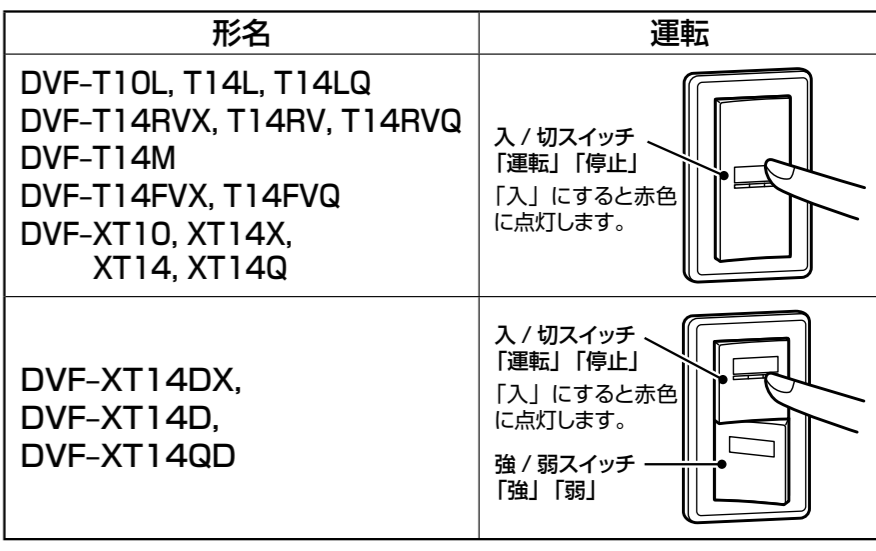 形名
運転
DVF-T10L, T14L, T14LQ
DVF-T14RVX, T14RV, T14RVQ
DVF-T14M
DVF-T14FVX, T14FVQ
DVF-XT10, XT14X,
XT14, XT14Q
入 / 切スイッチ
「運転」「停止」
「入」にすると赤色
に点灯します。
DVF-XT14DX,
DVF-XT14D,
DVF-XT14QD
入 / 切スイッチ
「運転」「停止」
「入」にすると赤色
に点灯します。
強 / 弱スイッチ
「強」「弱」